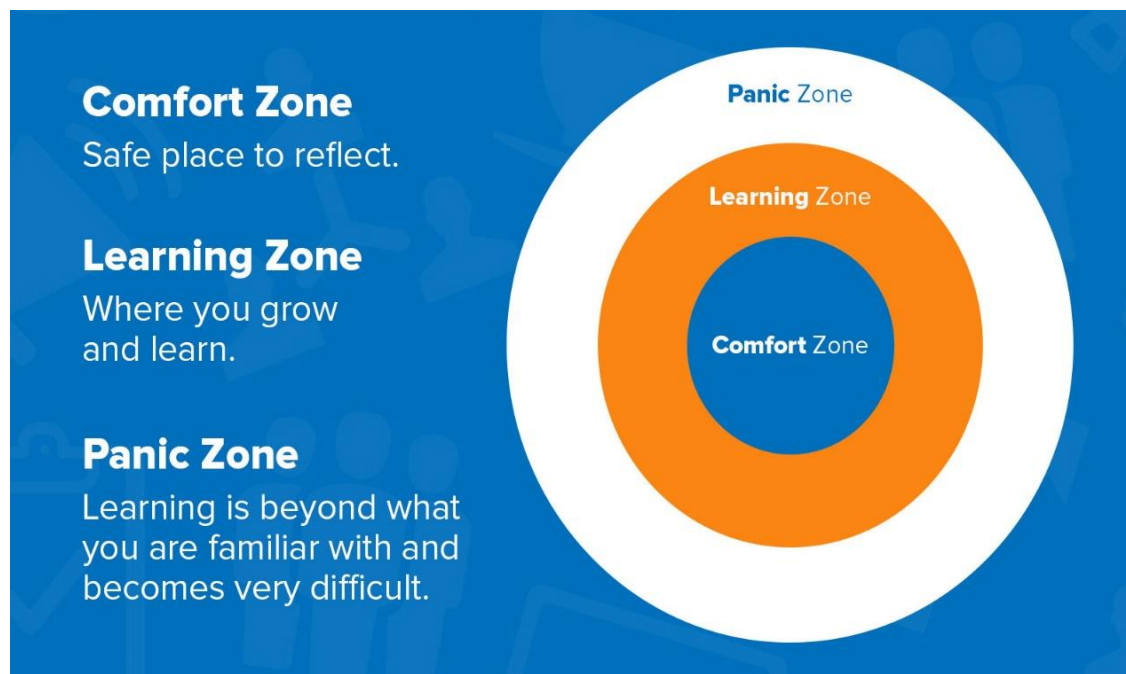 Comfort Zone
Safe place to reflect.
Learning Zone
Where you grow
and learn.
Panic Zone
Learning is beyond what
you are familiar with and
becomes very difficult.
Panic Zone
Learning Zone
Comfort Zone